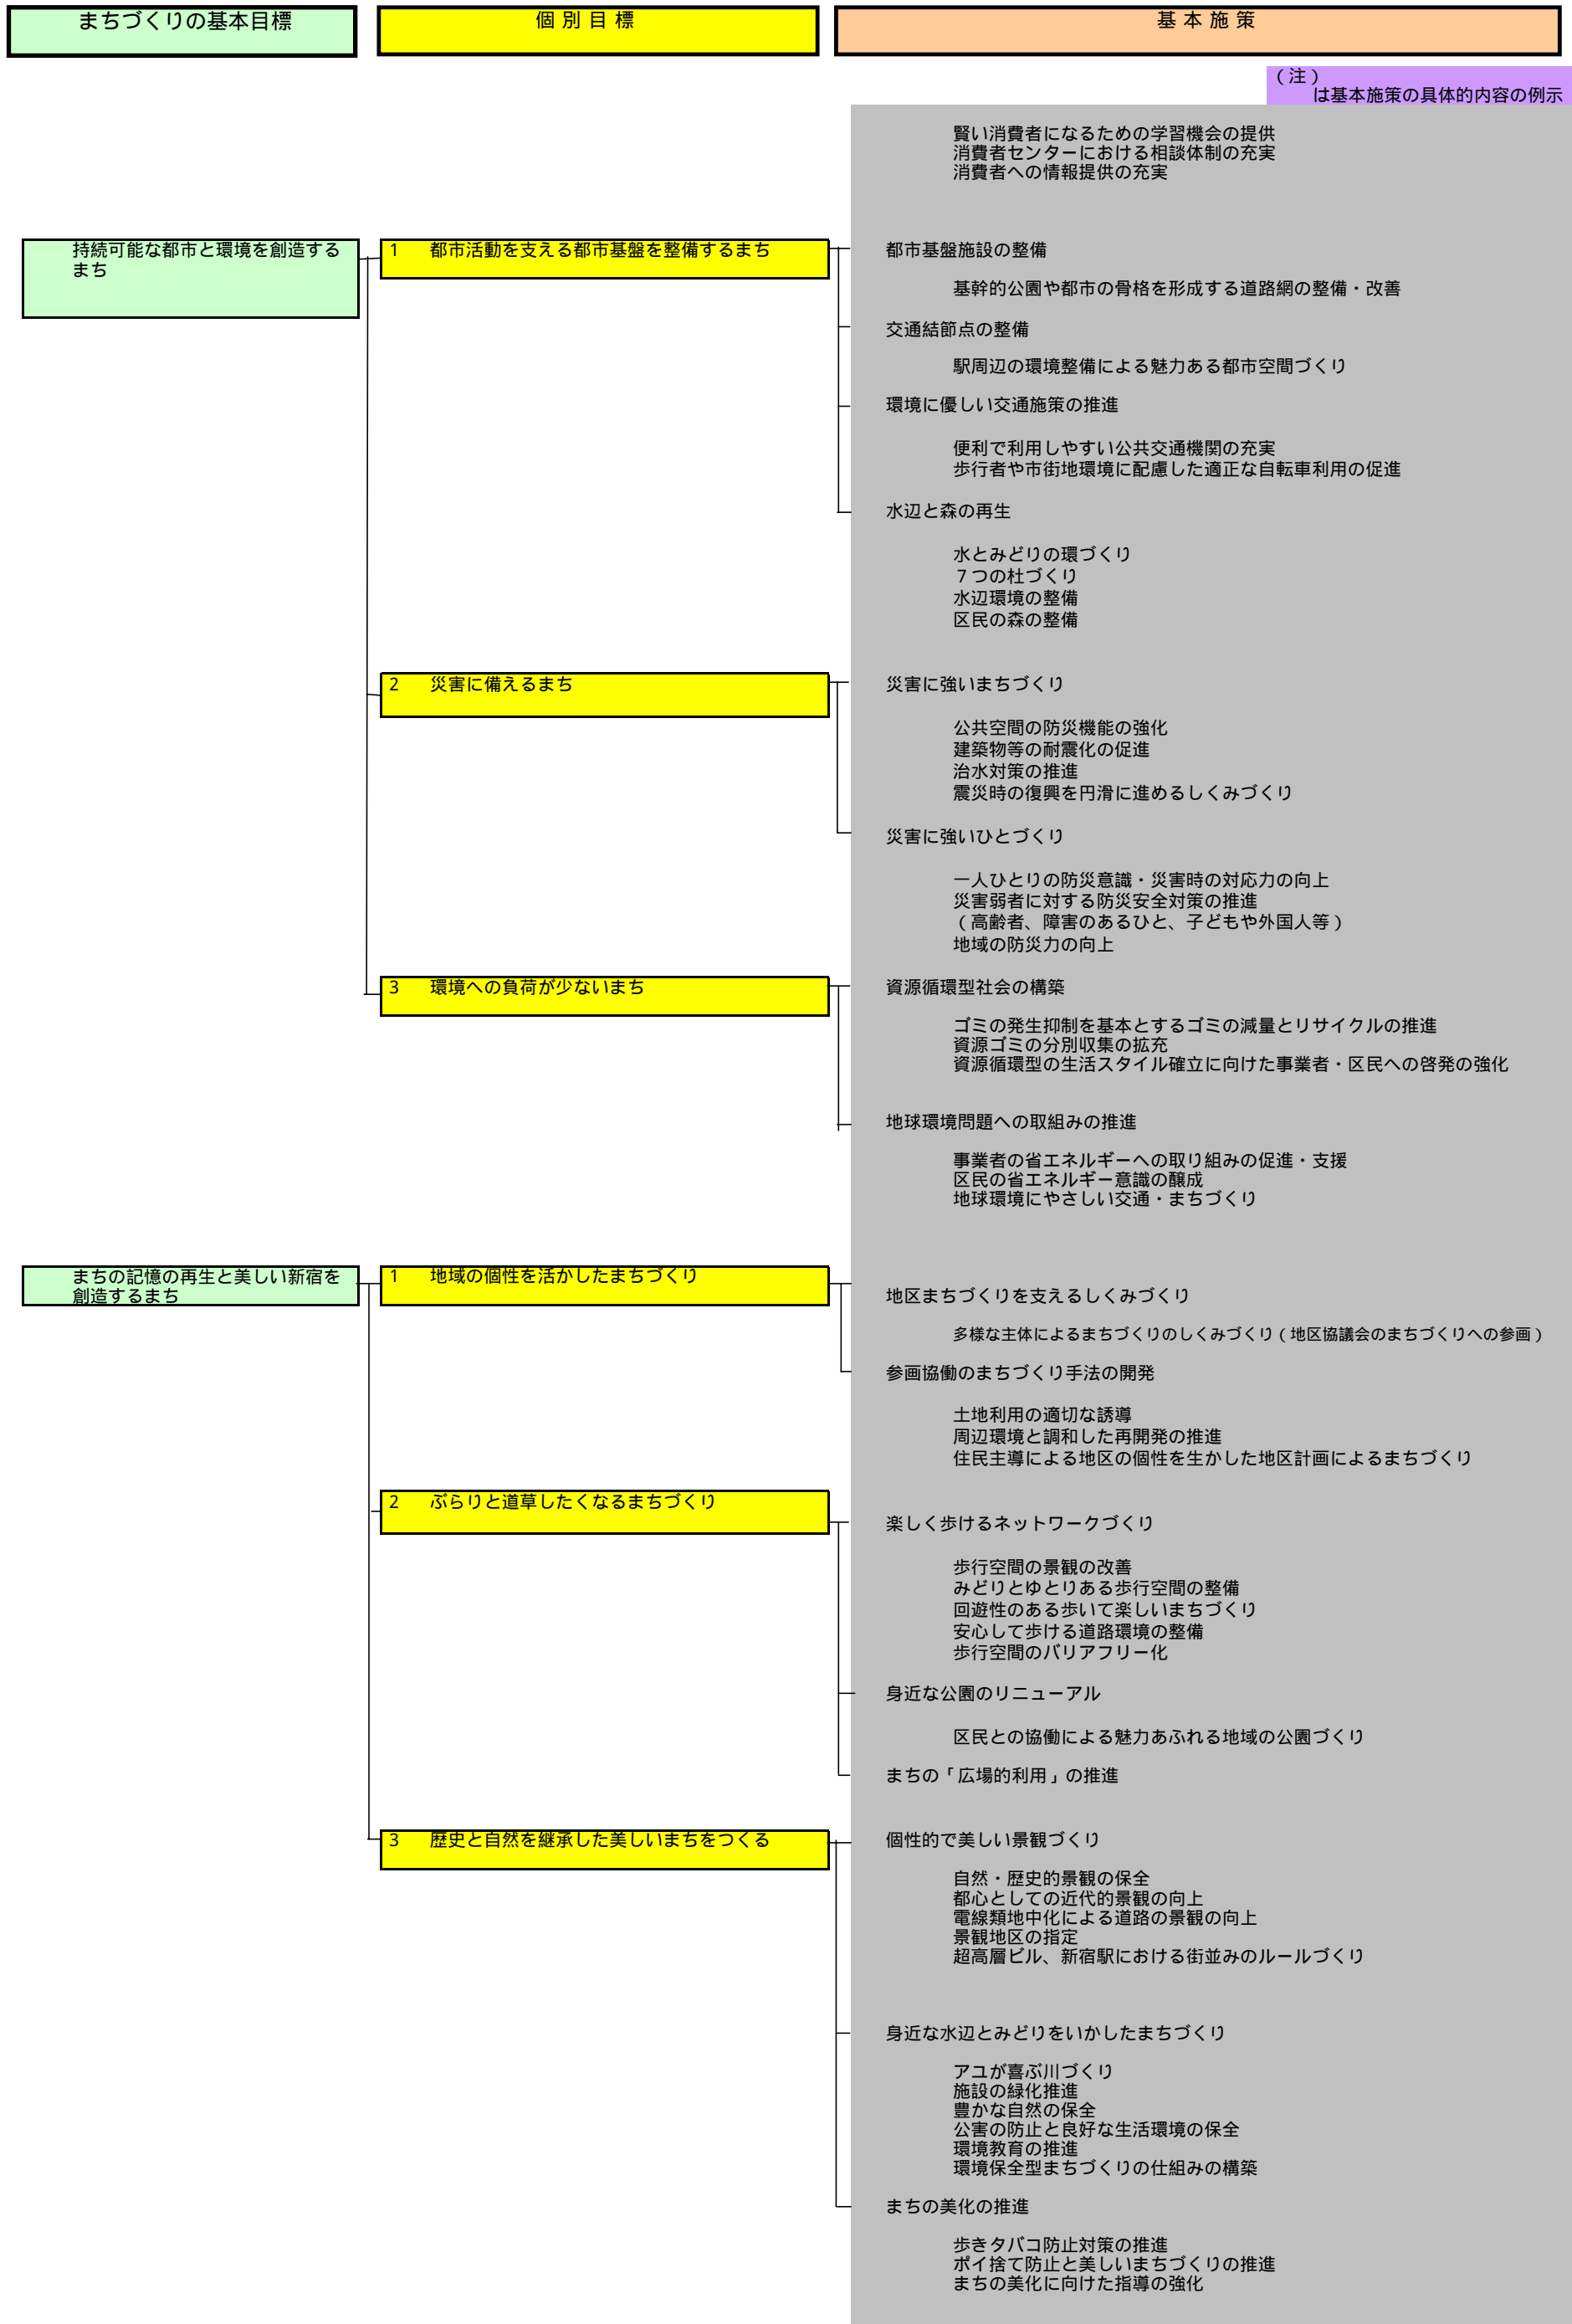 まちづくりの基本目標
個別目標
基本施策
（注）
は基本施策の具体的内容の例示
賢い消費者になるための学習機会の提供
消費者センターにおける相談体制の充実
消費者への情報提供の充実
持続可能な都市と環境を創造する
まち
1 都市活動を支える都市基盤を整備するまち
都市基盤施設の整備
基幹的公園や都市の骨格を形成する道路網の整備・改善
交通結節点の整備
駅周辺の環境整備による魅力ある都市空間づくり
環境に優しい交通施策の推進
便利で利用しやすい公共交通機関の充実
歩行者や市街地環境に配慮した適正な自転車利用の促進
水辺と森の再生
水とみどりの環づくり
７つの杜づくり
水辺環境の整備
区民の森の整備
2 災害に備えるまち
災害に強いまちづくり
公共空間の防災機能の強化
建築物等の耐震化の促進
治水対策の推進
震災時の復興を円滑に進めるしくみづくり
災害に強いひとづくり
一人ひとりの防災意識・災害時の対応力の向上
災害弱者に対する防災安全対策の推進
（高齢者、障害のあるひと、子どもや外国人等）
地域の防災力の向上
3 環境への負荷が少ないまち
資源循環型社会の構築
ゴミの発生抑制を基本とするゴミの減量とリサイクルの推進
資源ゴミの分別収集の拡充
資源循環型の生活スタイル確立に向けた事業者・区民への啓発の強化
地球環境問題への取組みの推進
事業者の省エネルギーへの取り組みの促進・支援
区民の省エネルギー意識の醸成
地球環境にやさしい交通・まちづくり
まちの記憶の再生と美しい新宿を
創造するまち
1 地域の個性を活かしたまちづくり
地区まちづくりを支えるしくみづくり
多様な主体によるまちづくりのしくみづくり（地区協議会のまちづくりへの参画）
参画協働のまちづくり手法の開発
土地利用の適切な誘導
周辺環境と調和した再開発の推進
住民主導による地区の個性を生かした地区計画によるまちづくり
2 ぶらりと道草したくなるまちづくり
楽しく歩けるネットワークづくり
歩行空間の景観の改善
みどりとゆとりある歩行空間の整備
回遊性のある歩いて楽しいまちづくり
安心して歩ける道路環境の整備
歩行空間のバリアフリー化
身近な公園のリニューアル
区民との協働による魅力あふれる地域の公園づくり
まちの「広場的利用」の推進
3 歴史と自然を継承した美しいまちをつくる
個性的で美しい景観づくり
自然・歴史的景観の保全
都心としての近代的景観の向上
電線類地中化による道路の景観の向上
景観地区の指定
超高層ビル、新宿駅における街並みのルールづくり
身近な水辺とみどりをいかしたまちづくり
アユが喜ぶ川づくり
施設の緑化推進
豊かな自然の保全
公害の防止と良好な生活環境の保全
環境教育の推進
環境保全型まちづくりの仕組みの構築
まちの美化の推進
歩きタバコ防止対策の推進
ポイ捨て防止と美しいまちづくりの推進
まちの美化に向けた指導の強化